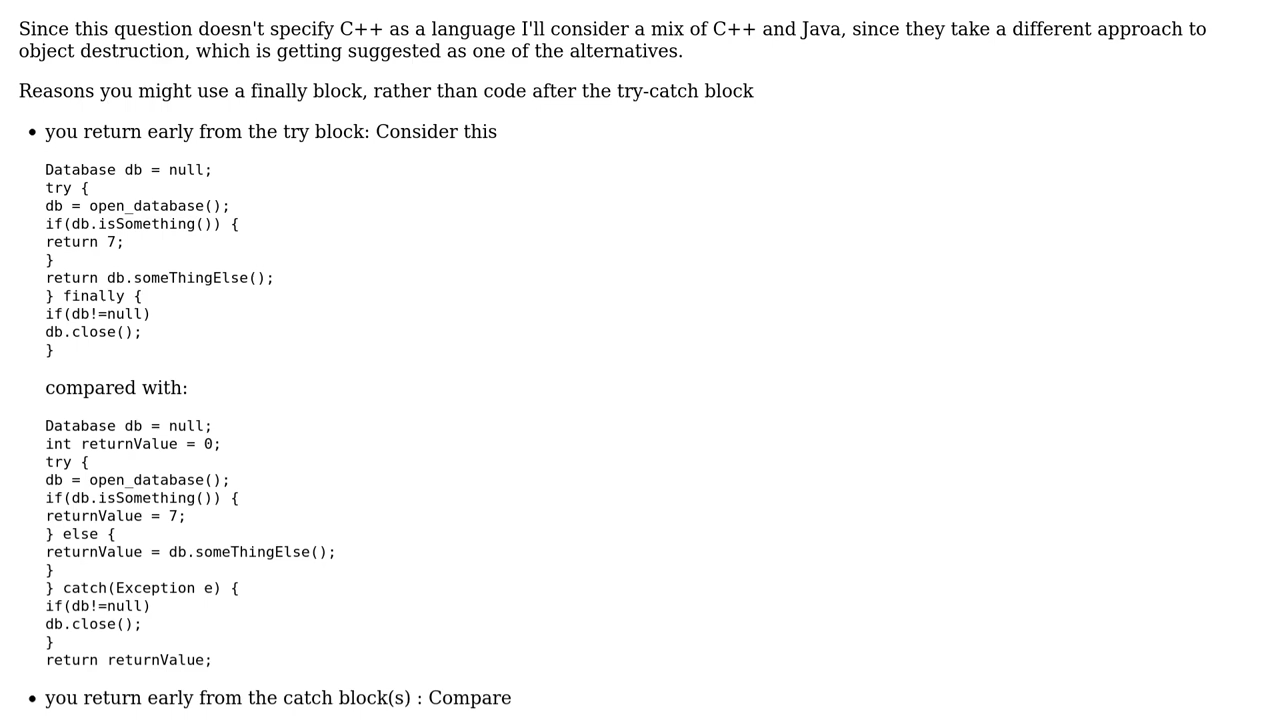 Since this question doesn't specify C++ as a language I'll consider a mix of C++ and Java, since they take a different approach to
object destruction, which is getting suggested as one of the alternatives.
Reasons you might use a finally block, rather than code after the try-catch block
• you return early from the try block: Consider this
Database db = null;
try {
db = open_database();
if(db.isSomething()) {
return 7;
}
return db.someThingElse();
} finally {
if(db!=null)
db.close();
}
compared with:
Database db = null;
int returnValue = 0;
try {
db = open_database();
if(db.isSomething()) {
returnValue = 7;
} else {
returnValue = db.someThingElse();
}
} catch(Exception e) {
if(db!=null)
db.close();
}
return returnValue;
• you return early from the catch block(s) : Compare